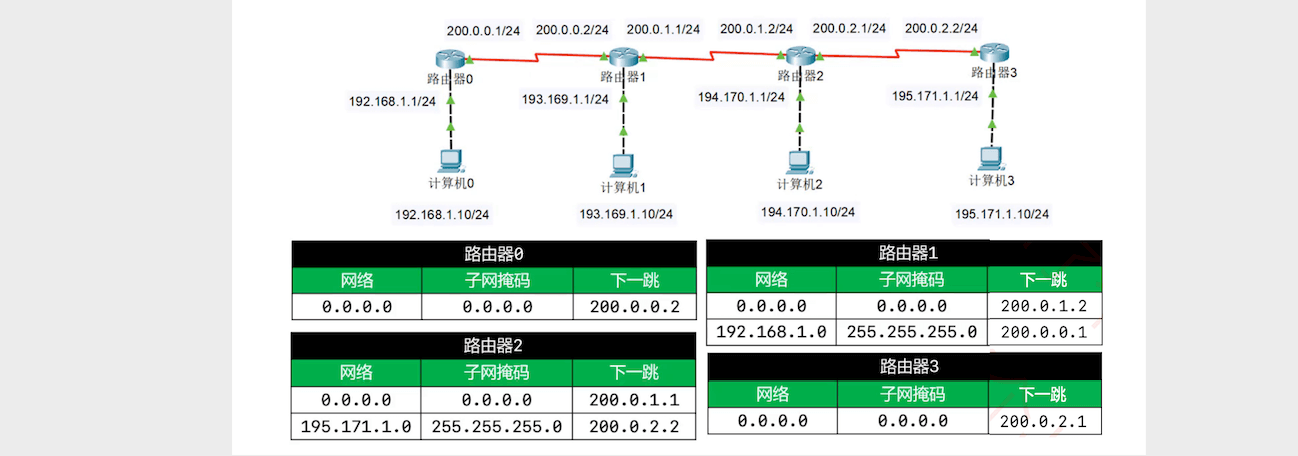 200.0.0.1/24 200.0.0.2/24 200.0.1.1/24 200.0.1.2/24 200.0.2.1/24 200.0.2.2/24
路由器0 路由器1 路由器2 路由器3
192.168.1.1/24 193.169.1.1/24 194.170.1.1/24 195.171.1.1/24
计算机0 计算机1 计算机2 计算机3
192.168.1.10/24 193.169.1.10/24 194.170.1.10/24 195.171.1.10/24
路由器0
网络 子网掩码 下一跳
0.0.0.0 0.0.0.0 200.0.0.2
路由器1
网络 子网掩码 下一跳
0.0.0.0 0.0.0.0 200.0.1.2
192.168.1.0 255.255.255.0 200.0.0.1
路由器2
网络 子网掩码 下一跳
0.0.0.0 0.0.0.0 200.0.1.1
195.171.1.0 255.255.255.0 200.0.2.2
路由器3
网络 子网掩码 下一跳
0.0.0.0 0.0.0.0 200.0.2.1